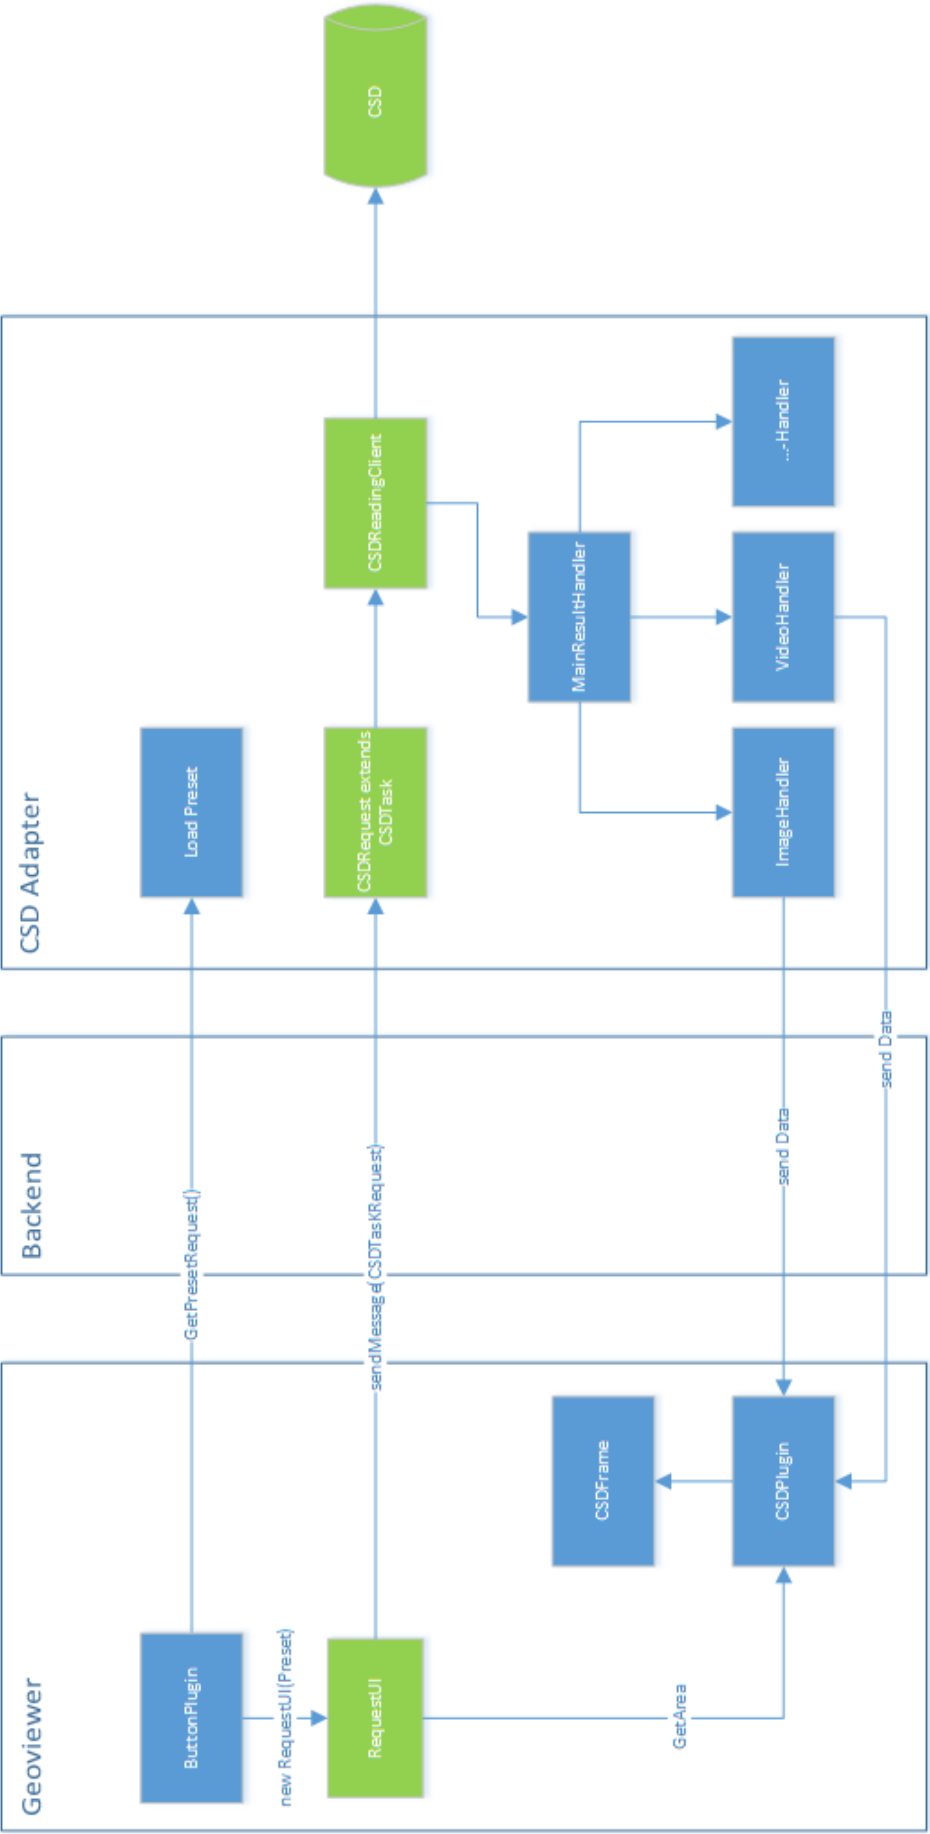 Geoviewer
Backend
CSD Adapter
ButtonPlugin
GetPresetRequest()
Load Preset
new RequestUI(Preset)
RequestUI
sendMessage(CSDTasKRequest)
CSDRequest extends
CSDTask
CSDReadingClient
CSD
MainResultHandler
CSDFrame
GetArea
CSDPlugin
send Data
ImageHandler
VideoHandler
...-Handler
send Data